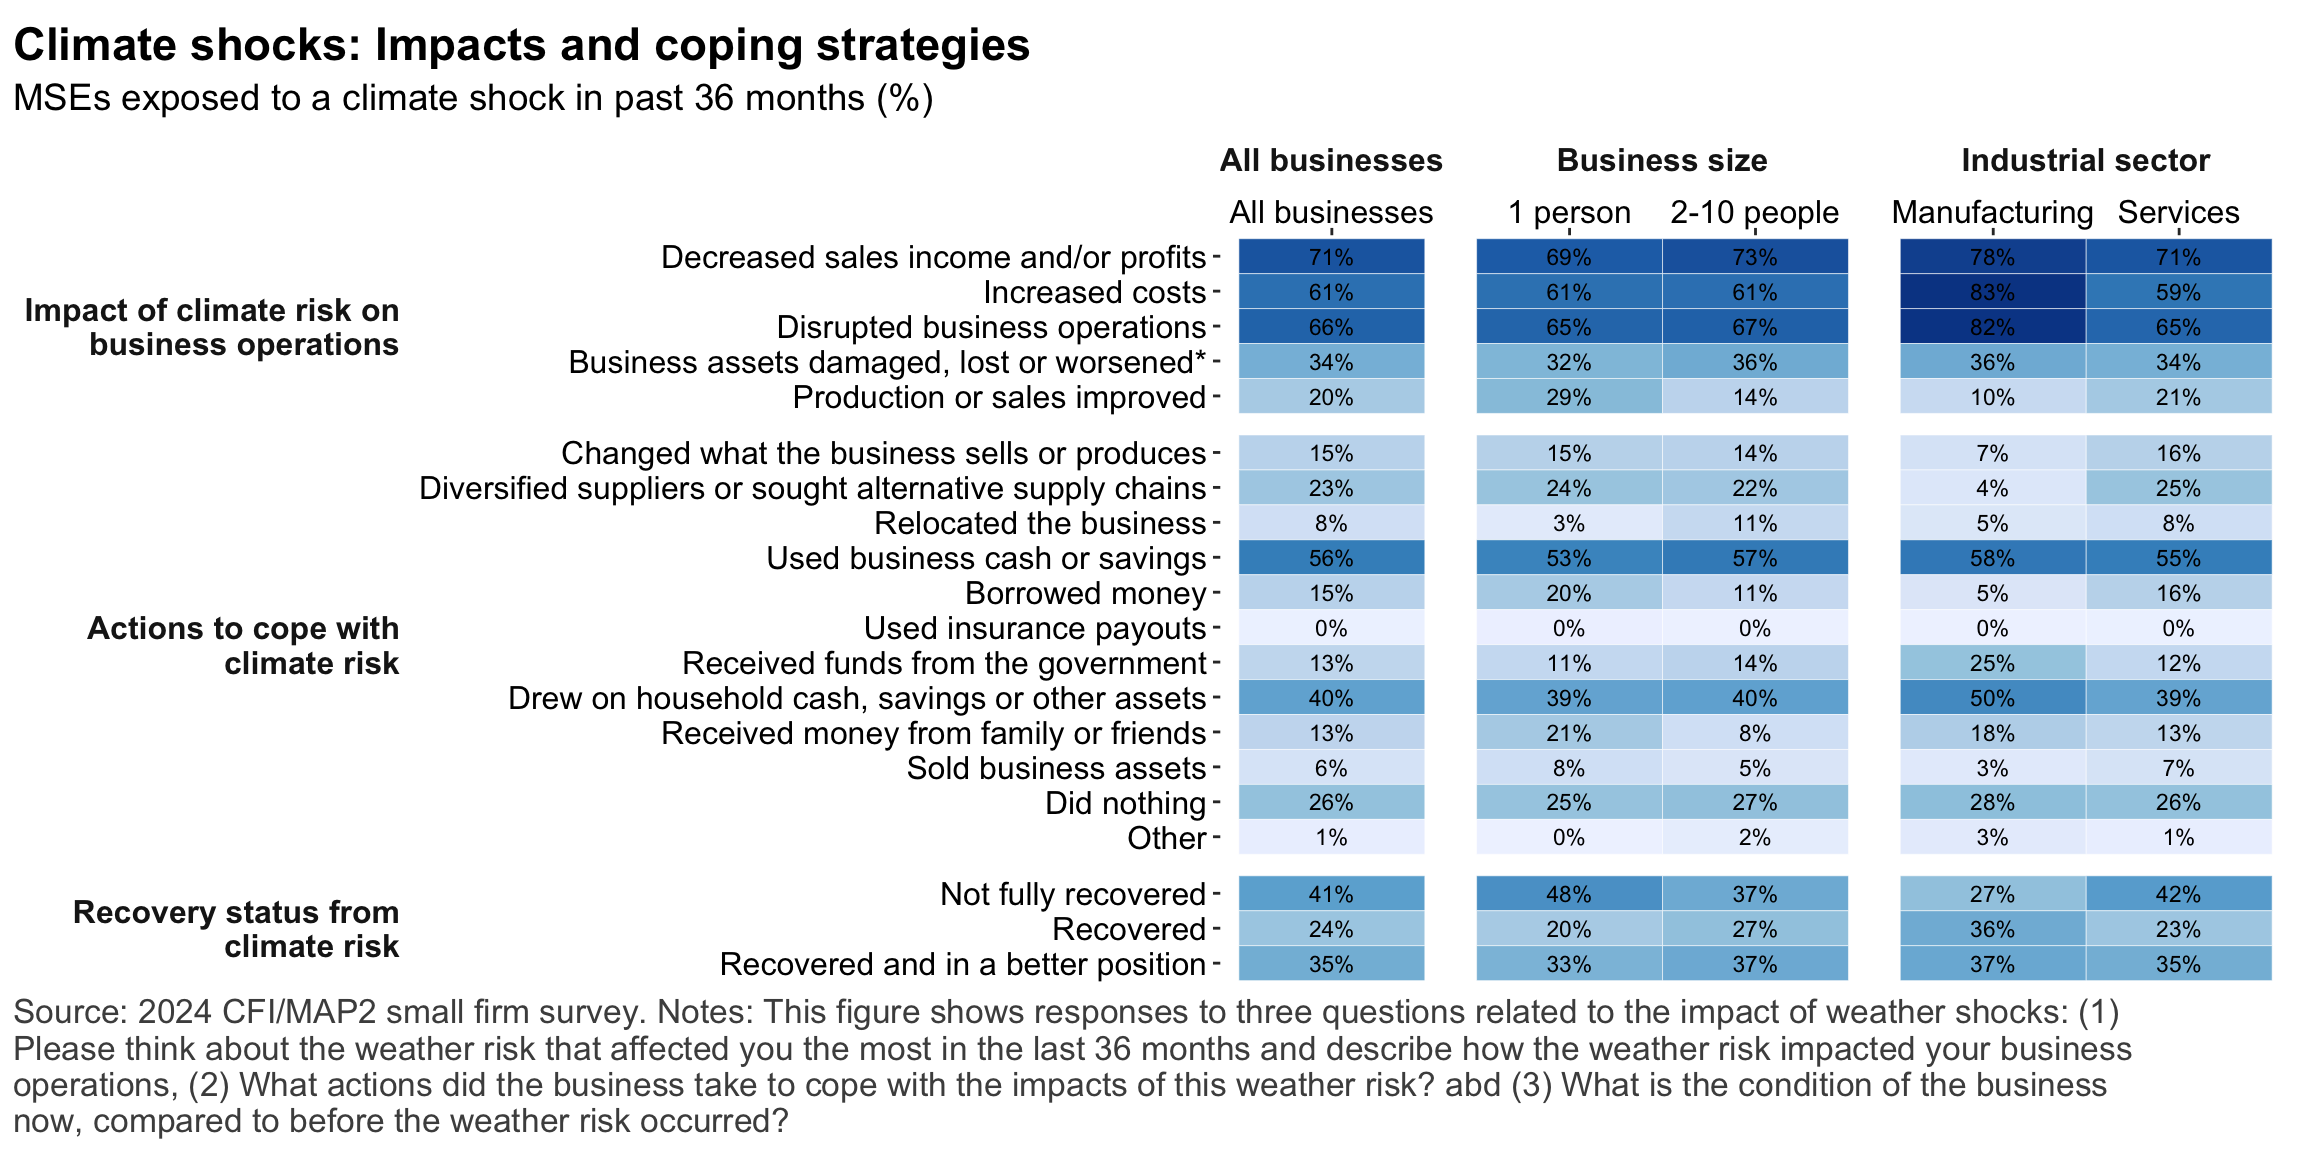 Climate shocks: Impacts and coping strategies
MSEs exposed to a climate shock in past 36 months (%)
All businesses Business size Industrial sector
All businesses 1 person 2-10 people Manufacturing Services
Impact of climate risk on
business operations
Decreased sales income and/or profits 71% 69% 73% 78% 71%
Increased costs 61% 61% 61% 83% 59%
Disrupted business operations 66% 65% 67% 82% 65%
Business assets damaged, lost or worsened* 34% 32% 36% 36% 34%
Production or sales improved 20% 29% 14% 10% 21%
Actions to cope with
climate risk
Changed what the business sells or produces 15% 15% 14% 7% 16%
Diversified suppliers or sought alternative supply chains 23% 24% 22% 4% 25%
Relocated the business 8% 3% 11% 5% 8%
Used business cash or savings 56% 53% 57% 58% 55%
Borrowed money 15% 20% 11% 5% 16%
Used insurance payouts 0% 0% 0% 0% 0%
Received funds from the government 13% 11% 14% 25% 12%
Drew on household cash, savings or other assets 40% 39% 40% 50% 39%
Received money from family or friends 13% 21% 8% 18% 13%
Sold business assets 6% 8% 5% 3% 7%
Did nothing 26% 25% 27% 28% 26%
Other 1% 0% 2% 3% 1%
Recovery status from
climate risk
Not fully recovered 41% 48% 37% 27% 42%
Recovered 24% 20% 27% 36% 23%
Recovered and in a better position 35% 33% 37% 37% 35%
Source: 2024 CFI/MAP2 small firm survey. Notes: This figure shows responses to three questions related to the impact of weather shocks: (1)
Please think about the weather risk that affected you the most in the last 36 months and describe how the weather risk impacted your business
operations, (2) What actions did the business take to cope with the impacts of this weather risk? abd (3) What is the condition of the business
now, compared to before the weather risk occurred?